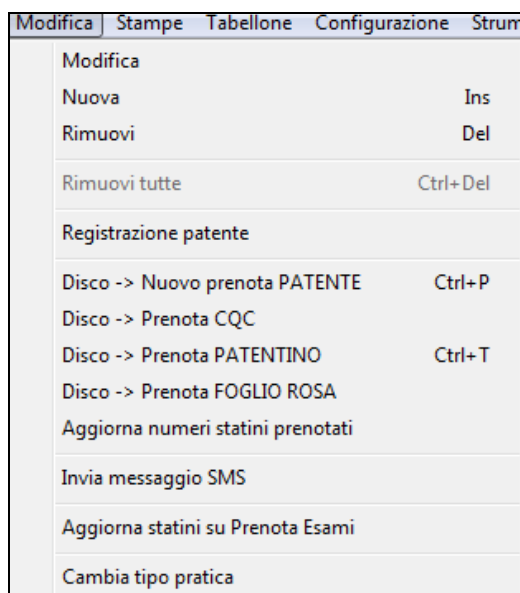 Modifica Stampe Tabellone Configurazione Strum
Modifica
Nuova Ins
Rimuovi Del
Rimuovi tutte Ctrl+Del
Registrazione patente
Disco -> Nuovo prenota PATENTE Ctrl+P
Disco -> Prenota CQC
Disco -> Prenota PATENTINO Ctrl+T
Disco -> Prenota FOGLIO ROSA
Aggiorna numeri statini prenotati
Invia messaggio SMS
Aggiorna statini su Prenota Esami
Cambia tipo pratica